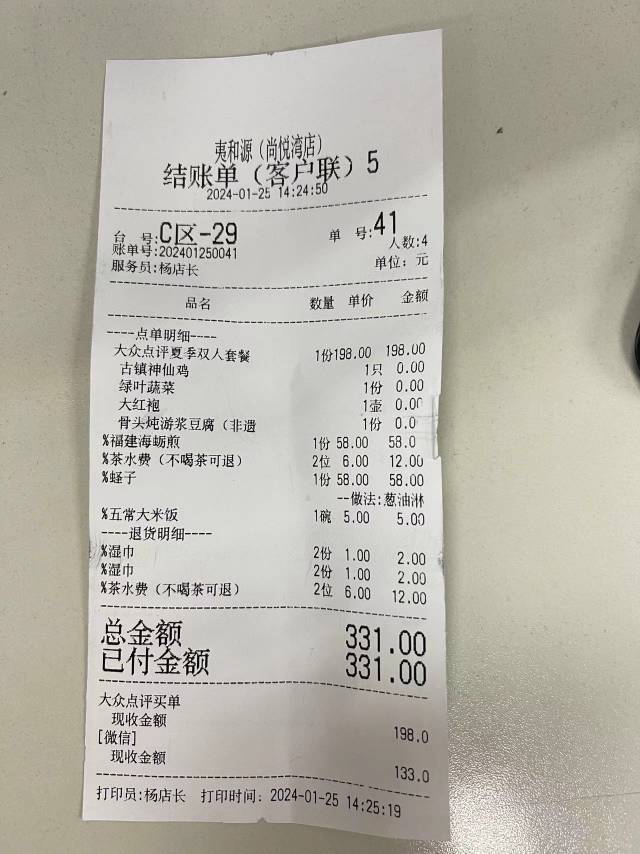 夷和源（尚悦湾店）
结账单（客户联）5
2024-01-25 14:24:50
台 号:C区-29 单 号:41
账单号:202401250041 人数:4
服务员:杨店长 单位：元
品名 数量 单价 金额
----点单明细----
大众点评夏季双人套餐 1份198.00 198.00
古镇神仙鸡 1只 0.00
绿叶蔬菜 1份 0.00
大红袍 1壶 0.00
骨头炖游浆豆腐（非遗 1份 0.0
%福建海蛎煎 1份 58.00 58.0
%茶水费（不喝茶可退） 2位 6.00 12.00
%蛏子 1份 58.00 58.00
--做法:葱油淋
%五常大米饭 1碗 5.00 5.00
----退货明细----
%湿巾 2份 1.00 2.00
%湿巾 2份 1.00 2.00
%茶水费（不喝茶可退） 2位 6.00 12.00
总金额 331.00
已付金额 331.00
大众点评买单
现收金额 198.0
[微信]
现收金额 133.0
打印员:杨店长 打印时间：2024-01-25 14:25:19